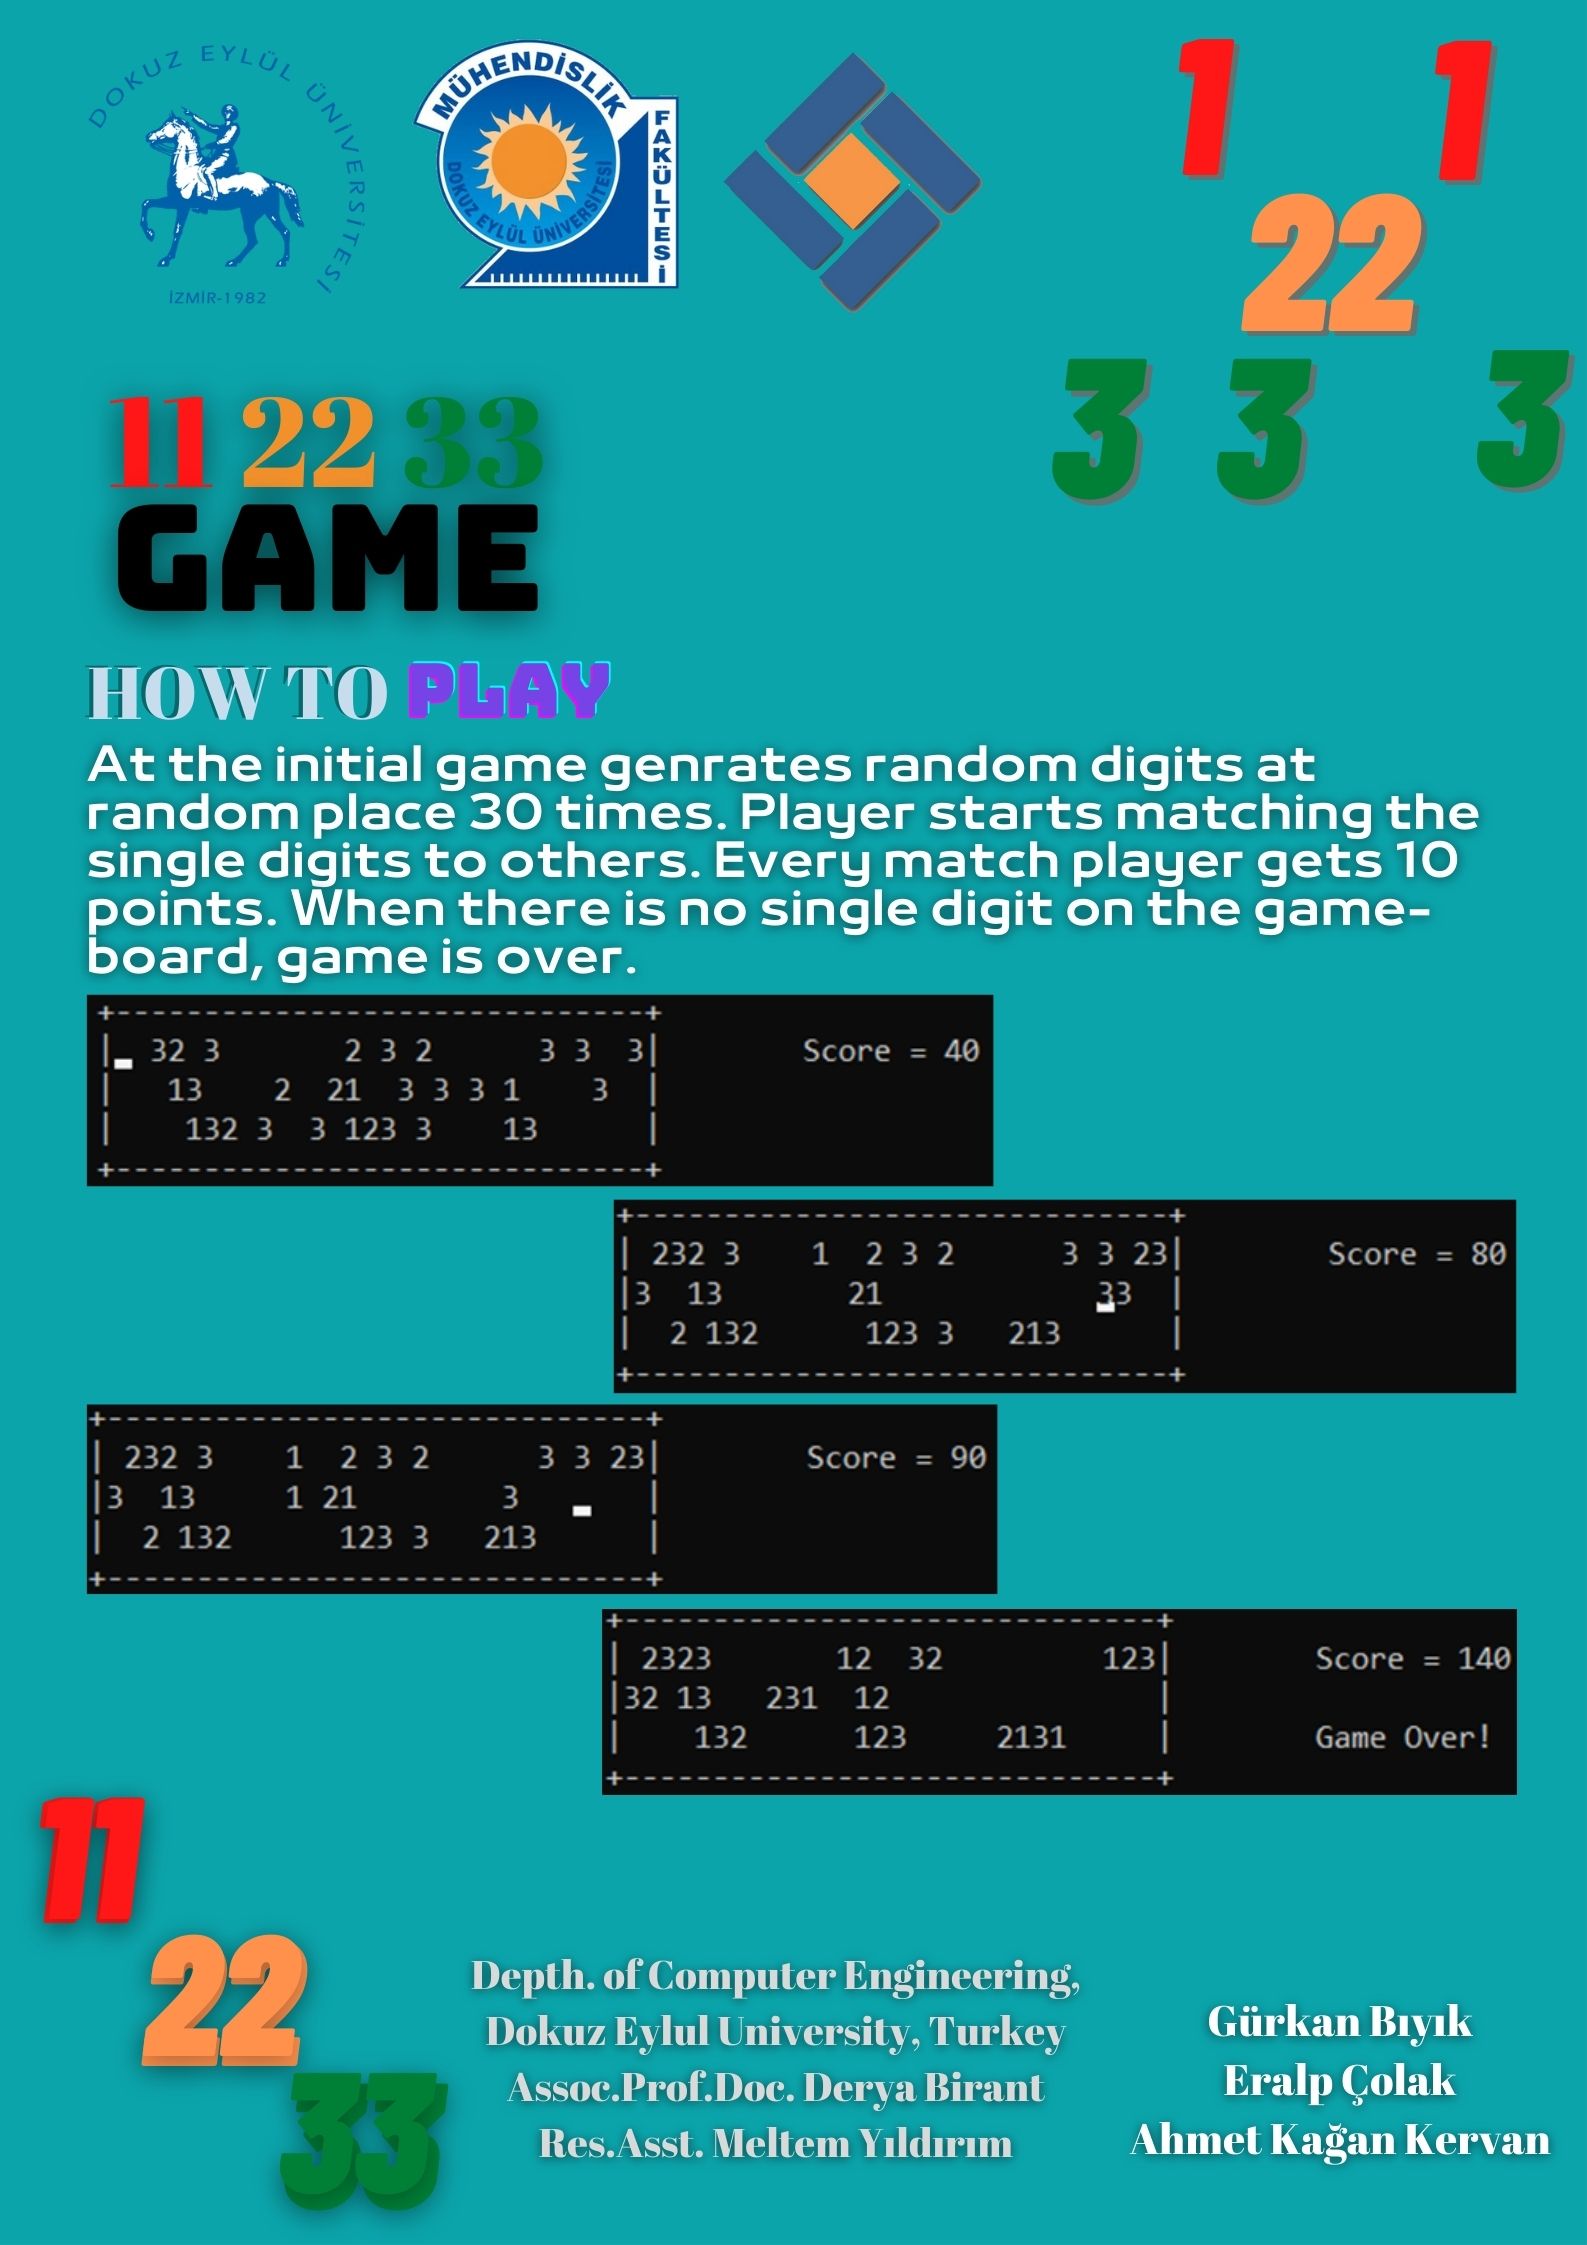 DOKUZ EYLÜL ÜNİVERSİTESİ
İZMİR-1982
MÜHENDİSLİK
FAKÜLTESİ
DOKUZ EYLÜL ÜNİVERSİTESİ
1 1
22
3 3 3
11 22 33
GAME
HOW TO PLAY
At the initial game genrates random digits at
random place 30 times. Player starts matching the
single digits to others. Every match player gets 10
points. When there is no single digit on the game-
board, game is over.
+------------------------------+
|_ 32 3       2 3 2      3 3  3|        Score = 40
|   13    2  21  3 3 3 1    3  |
|    132 3  3 123 3    13      |
+------------------------------+
+------------------------------+
| 232 3    1  2 3 2      3 3 23|        Score = 80
|3  13       21            33  |
|  2 132      123 3   213      |
+------------------------------+
+------------------------------+
| 232 3    1  2 3 2      3 3 23|        Score = 90
|3  13     1 21        3   _   |
|  2 132      123 3   213      |
+------------------------------+
+------------------------------+
| 2323       12  32         123|        Score = 140
|32 13   231  12               |
|    132      123     2131     |        Game Over!
+------------------------------+
11
22
33
Depth. of Computer Engineering,
Dokuz Eylul University, Turkey
Assoc.Prof.Doc. Derya Birant
Res.Asst. Meltem Yıldırım
Gürkan Bıyık
Eralp Çolak
Ahmet Kağan Kervan